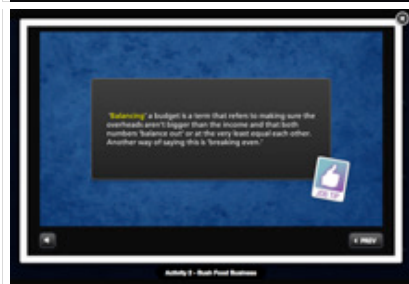 'Balancing' a budget is a term that refers to making sure the
overheads aren't bigger than the income and that both
numbers 'balance out' or at the very least equal each other.
Another way of saying this is 'breaking even.'
JOB TIP
PREV
Activity 2 - Bush Food Business